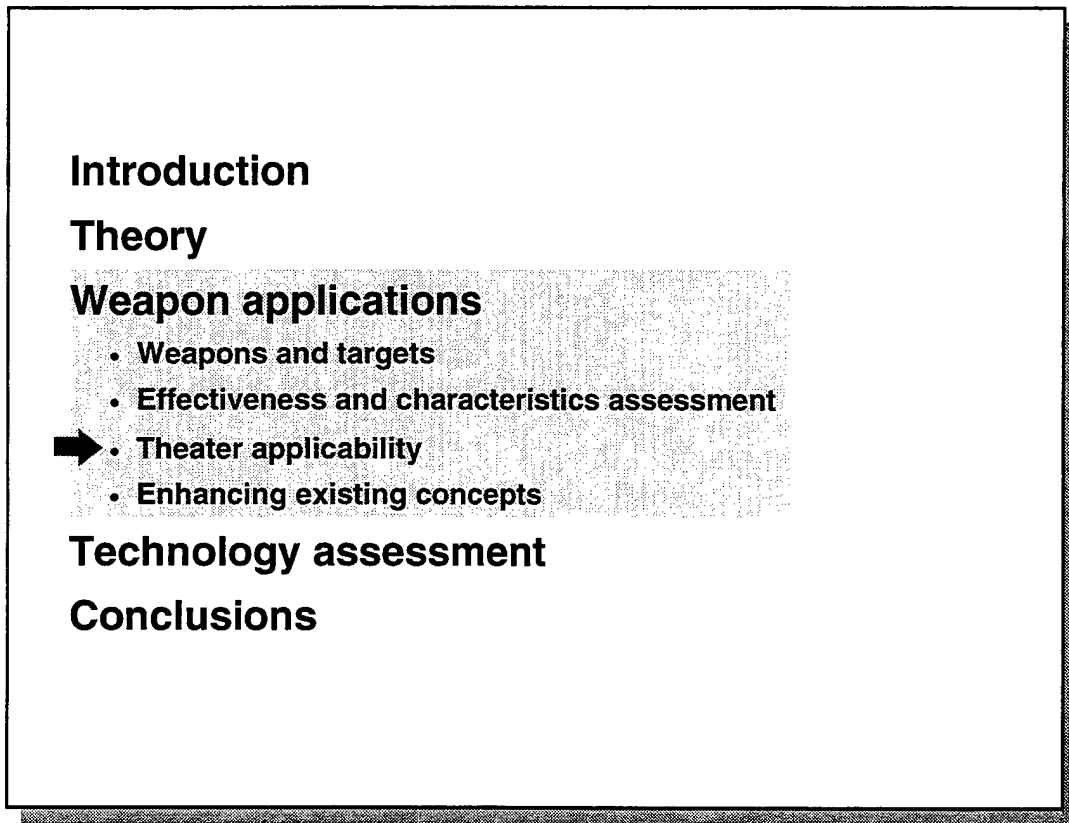 Introduction
Theory
Weapon applications
• Weapons and targets
• Effectiveness and characteristics assessment
• Theater applicability
• Enhancing existing concepts
Technology assessment
Conclusions